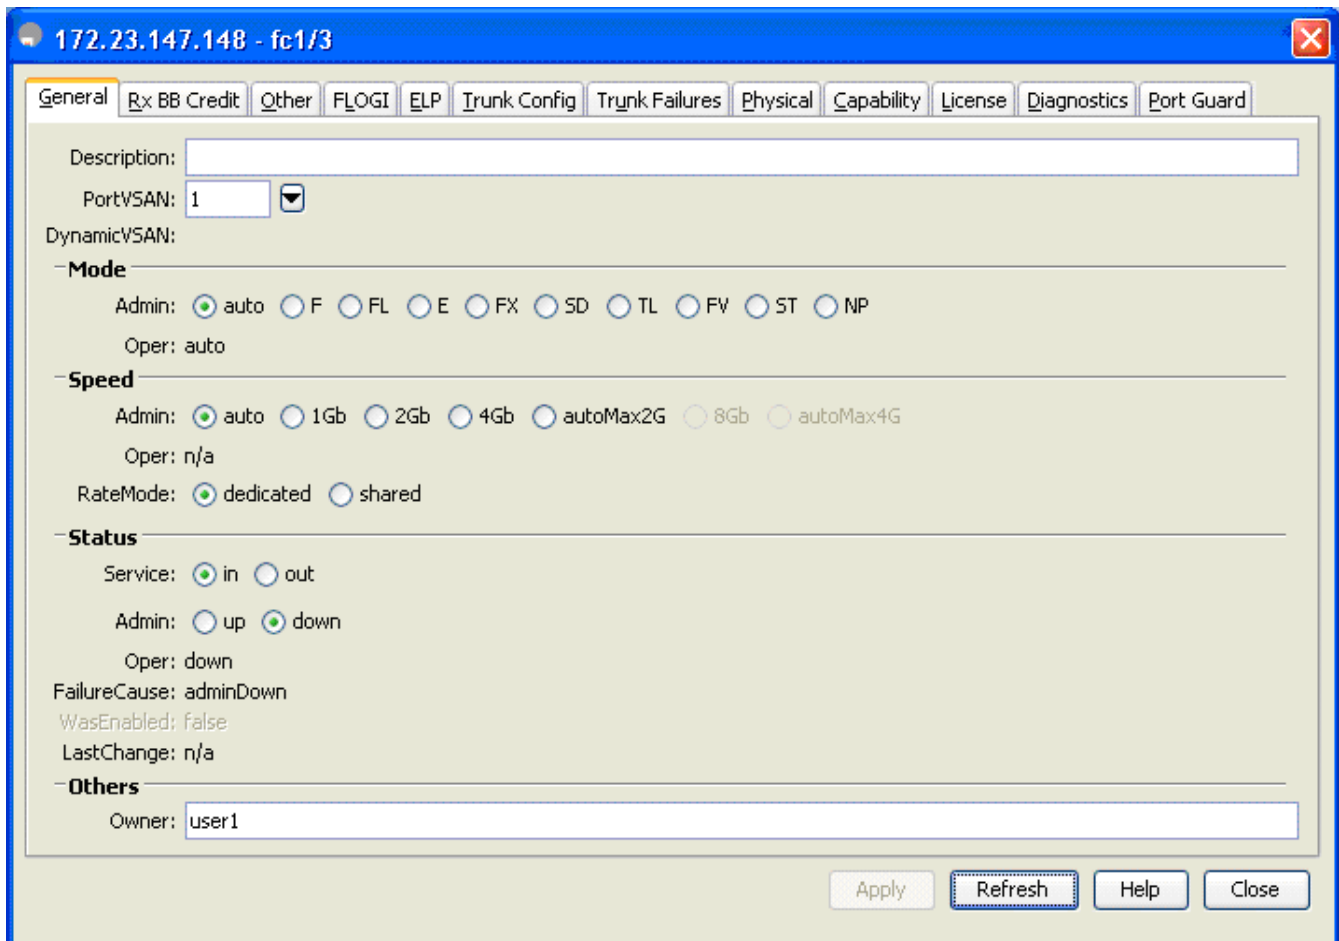 172.23.147.148 - fc1/3
General Rx BB Credit Other FLOGI ELP Trunk Config Trunk Failures Physical Capability License Diagnostics Port Guard
Description:
PortVSAN: 1
DynamicVSAN:
Mode
Admin: auto F FL E FX SD TL FV ST NP
Oper: auto
Speed
Admin: auto 1Gb 2Gb 4Gb autoMax2G 8Gb autoMax4G
Oper: n/a
RateMode: dedicated shared
Status
Service: in out
Admin: up down
Oper: down
FailureCause: adminDown
WasEnabled: false
LastChange: n/a
Others
Owner: user1
Apply Refresh Help Close